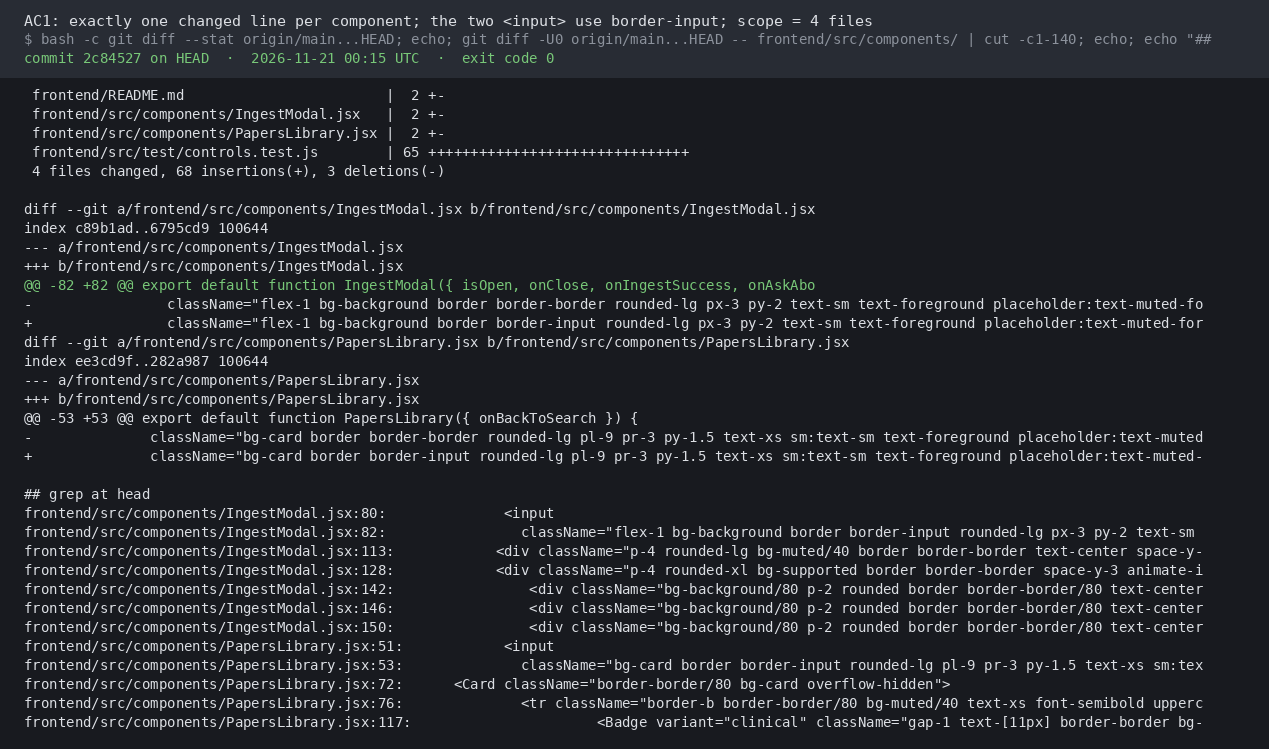 AC1: exactly one changed line per component; the two <input> use border-input; scope = 4 files
$ bash -c git diff --stat origin/main...HEAD; echo; git diff -U0 origin/main...HEAD -- frontend/src/components/ | cut -c1-140; echo; echo "##
commit 2c84527 on HEAD  ·  2026-11-21 00:15 UTC  ·  exit code 0
 frontend/README.md                        |  2 +-
 frontend/src/components/IngestModal.jsx   |  2 +-
 frontend/src/components/PapersLibrary.jsx |  2 +-
 frontend/src/test/controls.test.js        | 65 +++++++++++++++++++++++++++++++
 4 files changed, 68 insertions(+), 3 deletions(-)
diff --git a/frontend/src/components/IngestModal.jsx b/frontend/src/components/IngestModal.jsx
index c89b1ad..6795cd9 100644
--- a/frontend/src/components/IngestModal.jsx
+++ b/frontend/src/components/IngestModal.jsx
@@ -82 +82 @@ export default function IngestModal({ isOpen, onClose, onIngestSuccess, onAskAbo
-                className="flex-1 bg-background border border-border rounded-lg px-3 py-2 text-sm text-foreground placeholder:text-muted-fo
+                className="flex-1 bg-background border border-input rounded-lg px-3 py-2 text-sm text-foreground placeholder:text-muted-for
diff --git a/frontend/src/components/PapersLibrary.jsx b/frontend/src/components/PapersLibrary.jsx
index ee3cd9f..282a987 100644
--- a/frontend/src/components/PapersLibrary.jsx
+++ b/frontend/src/components/PapersLibrary.jsx
@@ -53 +53 @@ export default function PapersLibrary({ onBackToSearch }) {
-              className="bg-card border border-border rounded-lg pl-9 pr-3 py-1.5 text-xs sm:text-sm text-foreground placeholder:text-muted
+              className="bg-card border border-input rounded-lg pl-9 pr-3 py-1.5 text-xs sm:text-sm text-foreground placeholder:text-muted-
## grep at head
frontend/src/components/IngestModal.jsx:80:              <input
frontend/src/components/IngestModal.jsx:82:                className="flex-1 bg-background border border-input rounded-lg px-3 py-2 text-sm
frontend/src/components/IngestModal.jsx:113:            <div className="p-4 rounded-lg bg-muted/40 border border-border text-center space-y-
frontend/src/components/IngestModal.jsx:128:            <div className="p-4 rounded-xl bg-supported border border-border space-y-3 animate-i
frontend/src/components/IngestModal.jsx:142:                <div className="bg-background/80 p-2 rounded border border-border/80 text-center
frontend/src/components/IngestModal.jsx:146:                <div className="bg-background/80 p-2 rounded border border-border/80 text-center
frontend/src/components/IngestModal.jsx:150:                <div className="bg-background/80 p-2 rounded border border-border/80 text-center
frontend/src/components/PapersLibrary.jsx:51:            <input
frontend/src/components/PapersLibrary.jsx:53:              className="bg-card border border-input rounded-lg pl-9 pr-3 py-1.5 text-xs sm:tex
frontend/src/components/PapersLibrary.jsx:72:      <Card className="border-border/80 bg-card overflow-hidden">
frontend/src/components/PapersLibrary.jsx:76:              <tr className="border-b border-border/80 bg-muted/40 text-xs font-semibold upperc
frontend/src/components/PapersLibrary.jsx:117:                      <Badge variant="clinical" className="gap-1 text-[11px] border-border bg-